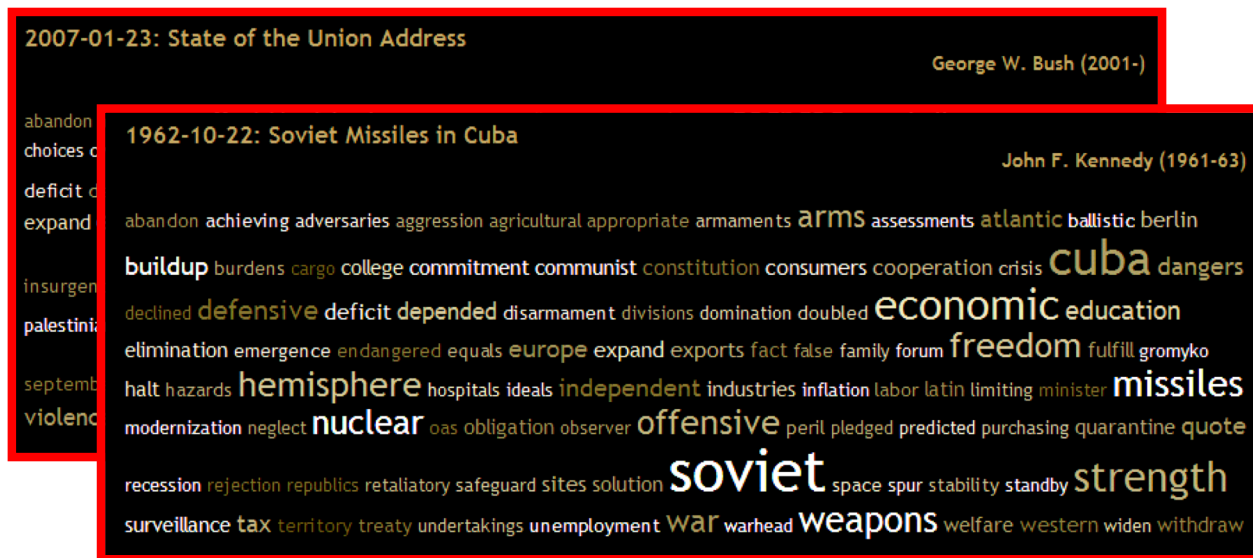 2007-01-23: State of the Union Address
George W. Bush (2001-)
abandon
choices
deficit
expand
palestini
septemb
violenc
1962-10-22: Soviet Missiles in Cuba
John F. Kennedy (1961-63)
abandon achieving adversaries aggression agricultural appropriate armaments arms assessments atlantic ballistic berlin
buildup burdens cargo college commitment communist constitution consumers cooperation crisis cuba dangers
declined defensive deficit depended disarmament divisions domination doubled economic education
elimination emergence endangered equals europe expand exports fact false family forum freedom fulfill gromyko
halt hazards hemisphere hospitals ideals independent industries inflation labor latin limiting minister missiles
modernization neglect nuclear oas obligation observer offensive peril pledged predicted purchasing quarantine quote
recession rejection republics retaliatory safeguard sites solution soviet space spur stability standby strength
surveillance tax territory treaty undertakings unemployment war warhead weapons welfare western widen withdraw